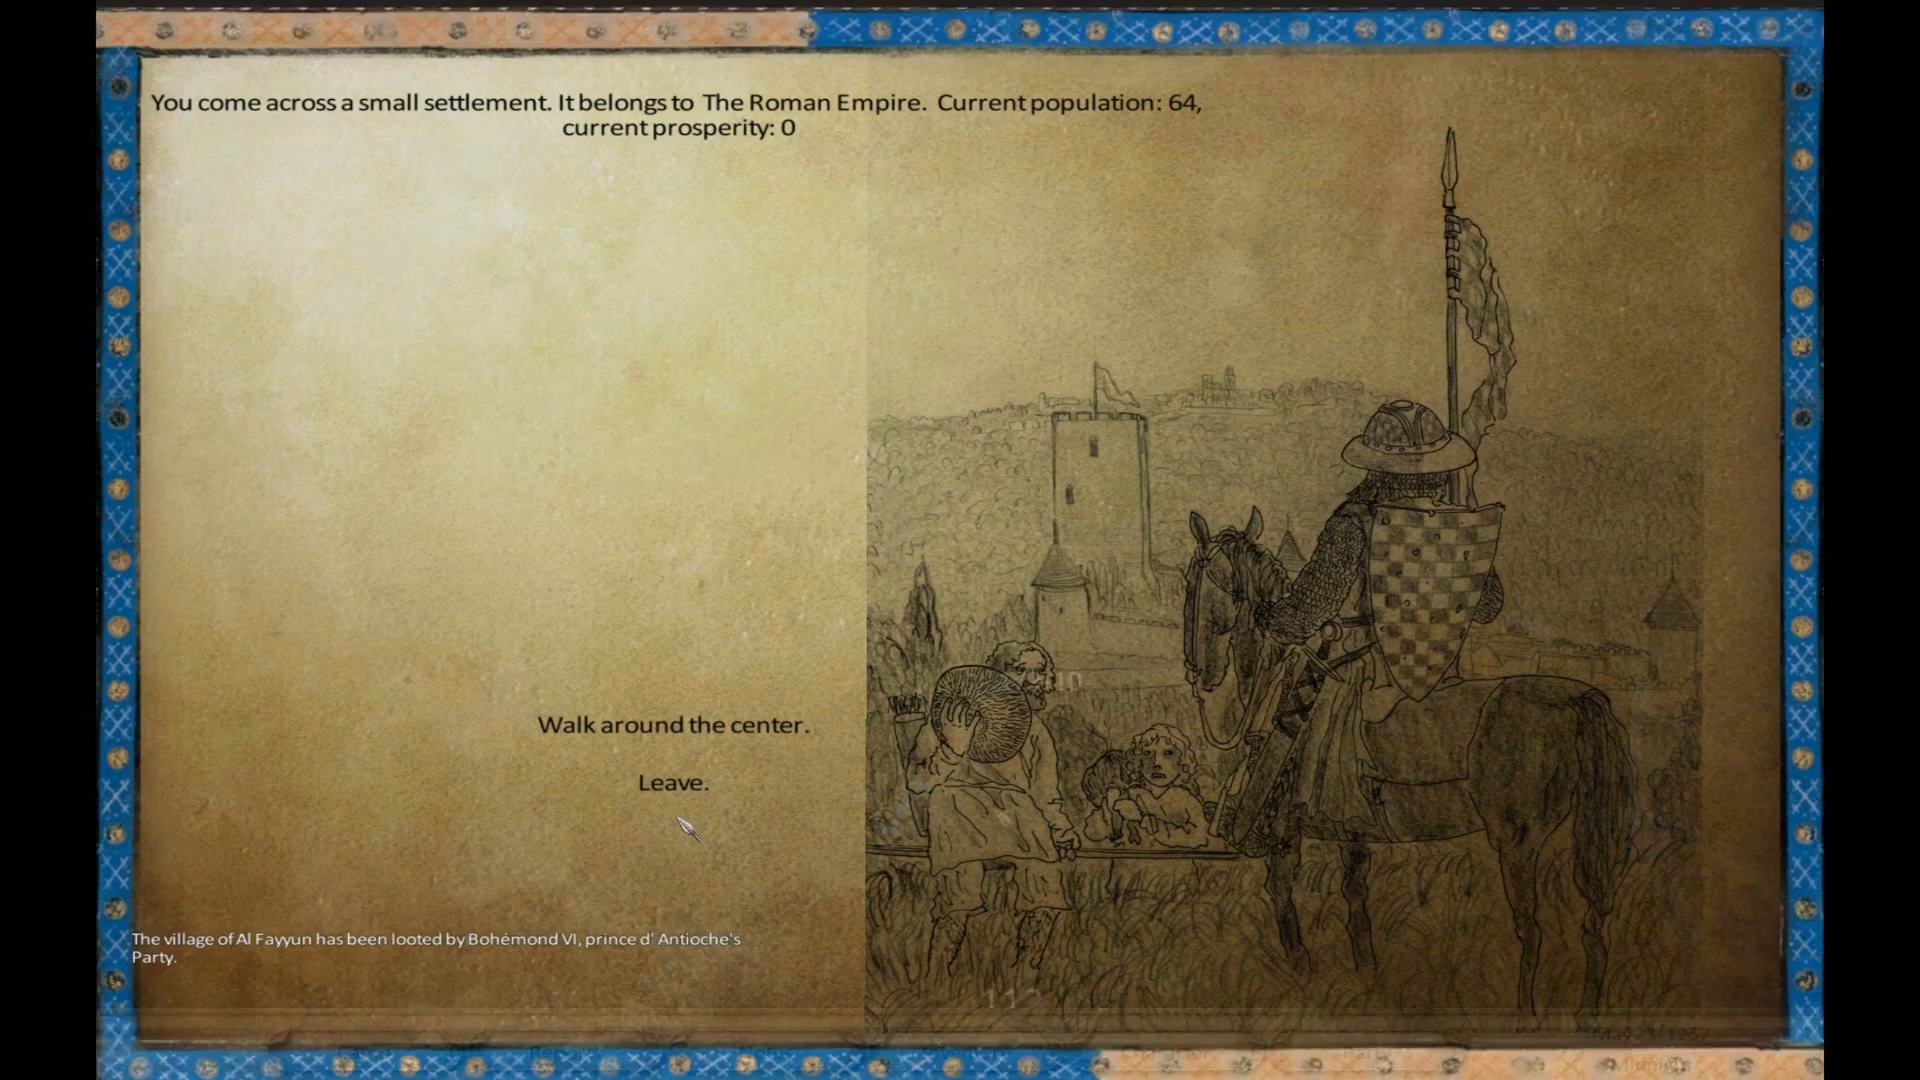 You come across a small settlement. It belongs to The Roman Empire. Current population: 64,
current prosperity: 0
Walk around the center.
Leave.
The village of Al Fayyun has been looted by Bohémond VI, prince d' Antioche's
Party.